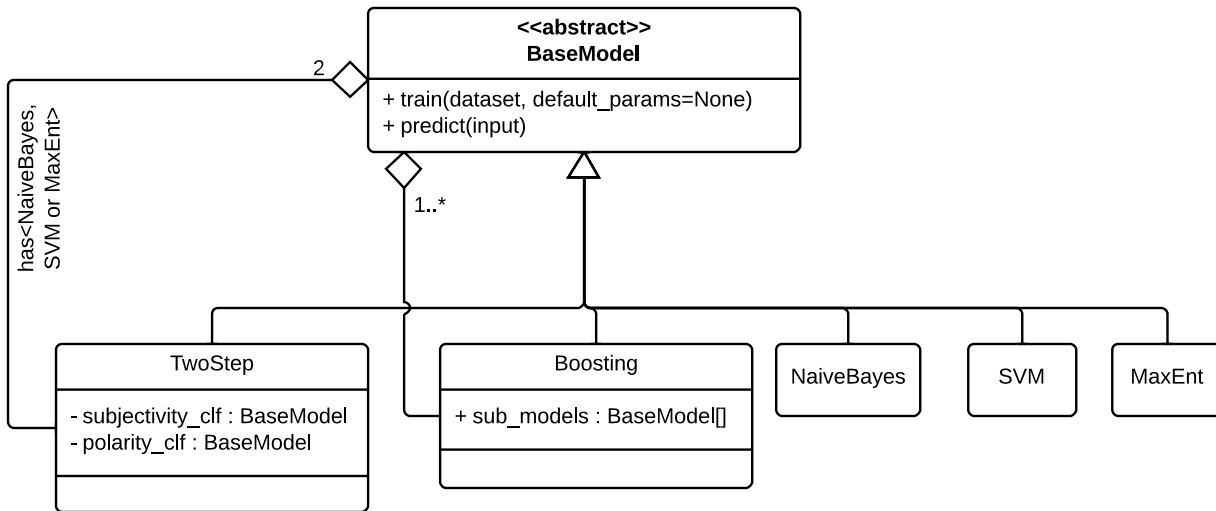 <<abstract>>
BaseModel
+ train(dataset, default_params=None)
+ predict(input)
2
1..*
has<NaiveBayes,
SVM or MaxEnt>
TwoStep
- subjectivity_clf : BaseModel
- polarity_clf : BaseModel
Boosting
+ sub_models : BaseModel[]
NaiveBayes
SVM
MaxEnt